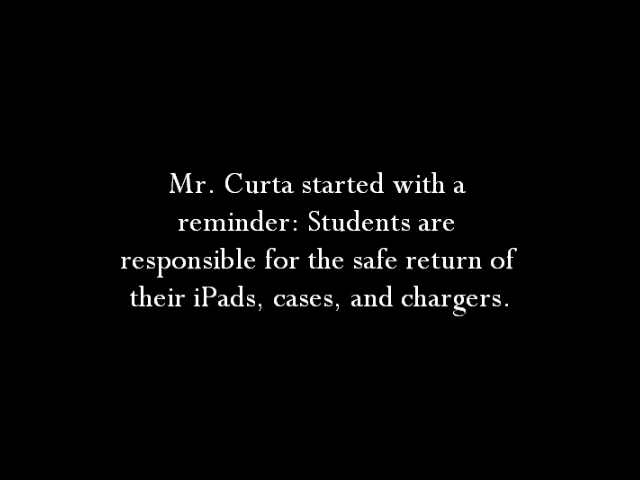 Mr. Curta started with a
reminder: Students are
responsible for the safe return of
their iPads, cases, and chargers.